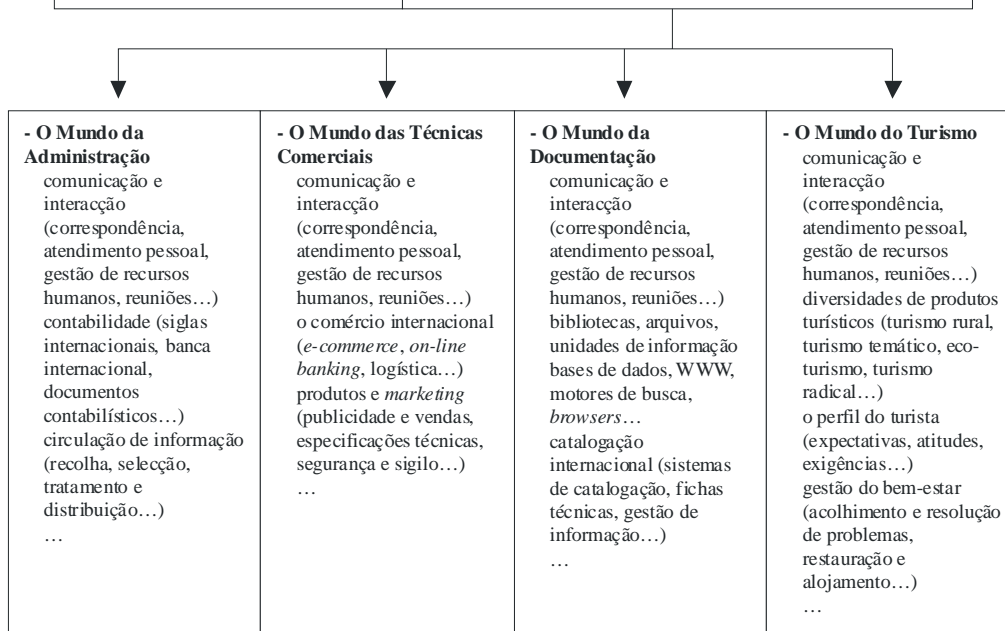 - O Mundo da
Administração
comunicação e
interacção
(correspondência,
atendimento pessoal,
gestão de recursos
humanos, reuniões…)
contabilidade (siglas
internacionais, banca
internacional,
documentos
contabilísticos…)
circulação de informação
(recolha, selecção,
tratamento e
distribuição…)
…
- O Mundo das Técnicas
Comerciais
comunicação e
interacção
(correspondência,
atendimento pessoal,
gestão de recursos
humanos, reuniões…)
o comércio internacional
(e-commerce, on-line
banking, logística…)
produtos e marketing
(publicidade e vendas,
especificações técnicas,
segurança e sigilo…)
…
- O Mundo da
Documentação
comunicação e
interacção
(correspondência,
atendimento pessoal,
gestão de recursos
humanos, reuniões…)
bibliotecas, arquivos,
unidades de informação
bases de dados, WWW,
motores de busca,
browsers…
catalogação
internacional (sistemas
de catalogação, fichas
técnicas, gestão de
informação…)
…
- O Mundo do Turismo
comunicação e
interacção
(correspondência,
atendimento pessoal,
gestão de recursos
humanos, reuniões…)
diversidades de produtos
turísticos (turismo rural,
turismo temático, eco-
turismo, turismo
radical…)
o perfil do turista
(expectativas, atitudes,
exigências…)
gestão do bem-estar
(acolhimento e resolução
de problemas,
restauração e
alojamento…)
…